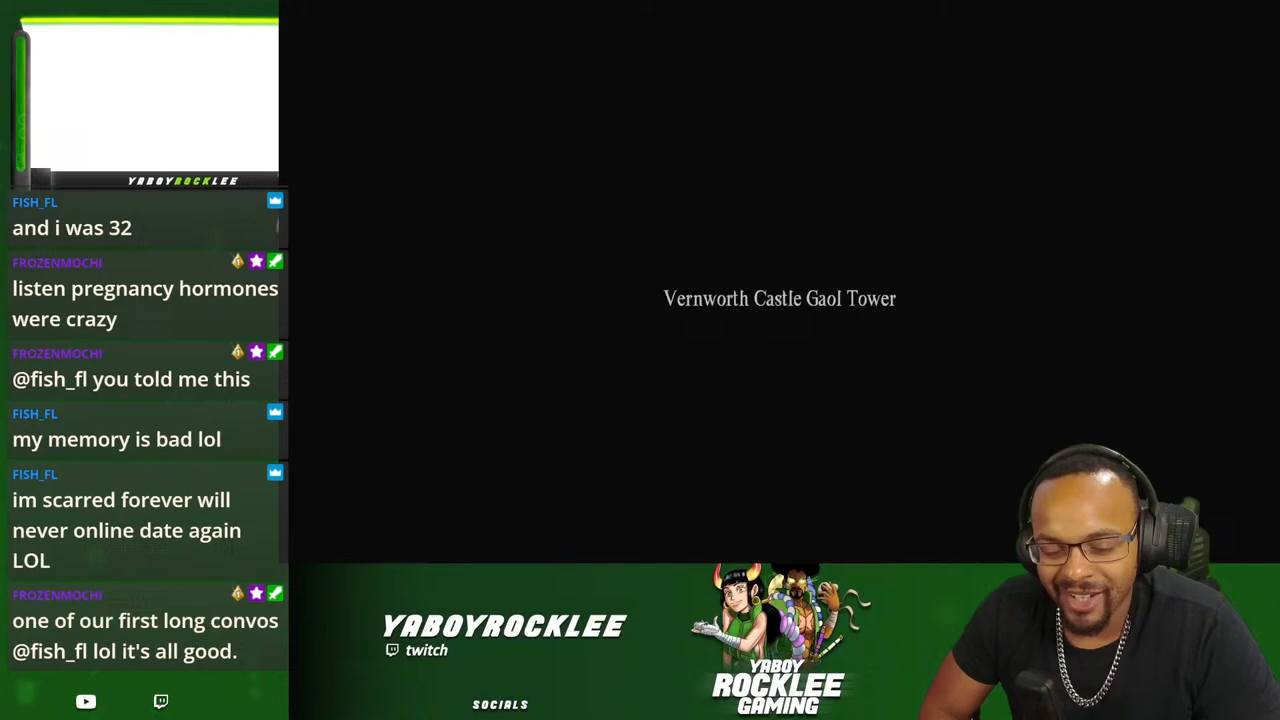 YABOYROCKLEE
FISH_FL
and i was 32
FROZENMOCHI
listen pregnancy hormones
were crazy
FROZENMOCHI
@fish_fl you told me this
FISH_FL
my memory is bad lol
FISH_FL
im scarred forever will
never online date again
LOL
FROZENMOCHI
one of our first long convos
@fish_fl lol it's all good.
Vernworth Castle Gaol Tower
YABOYROCKLEE
twitch
SOCIALS
YABOY
ROCKLEE
GAMING